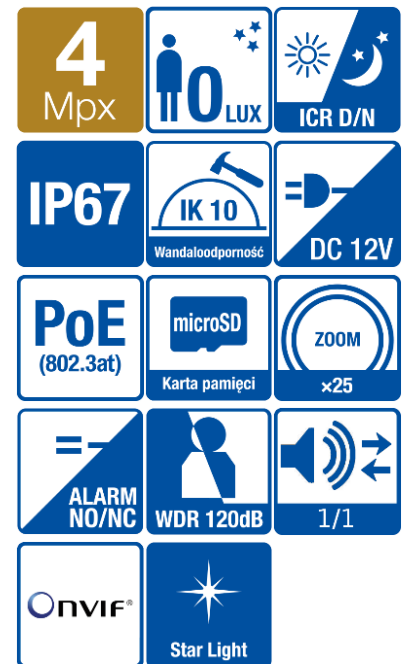 4
Mpx
0 LUX
ICR D/N
IP67
IK 10
Wandaloodporność
DC 12V
PoE
(802.3at)
microSD
Karta pamięci
ZOOM
×25
ALARM
NO/NC
WDR 120dB
1/1
ONVIF®
Star Light